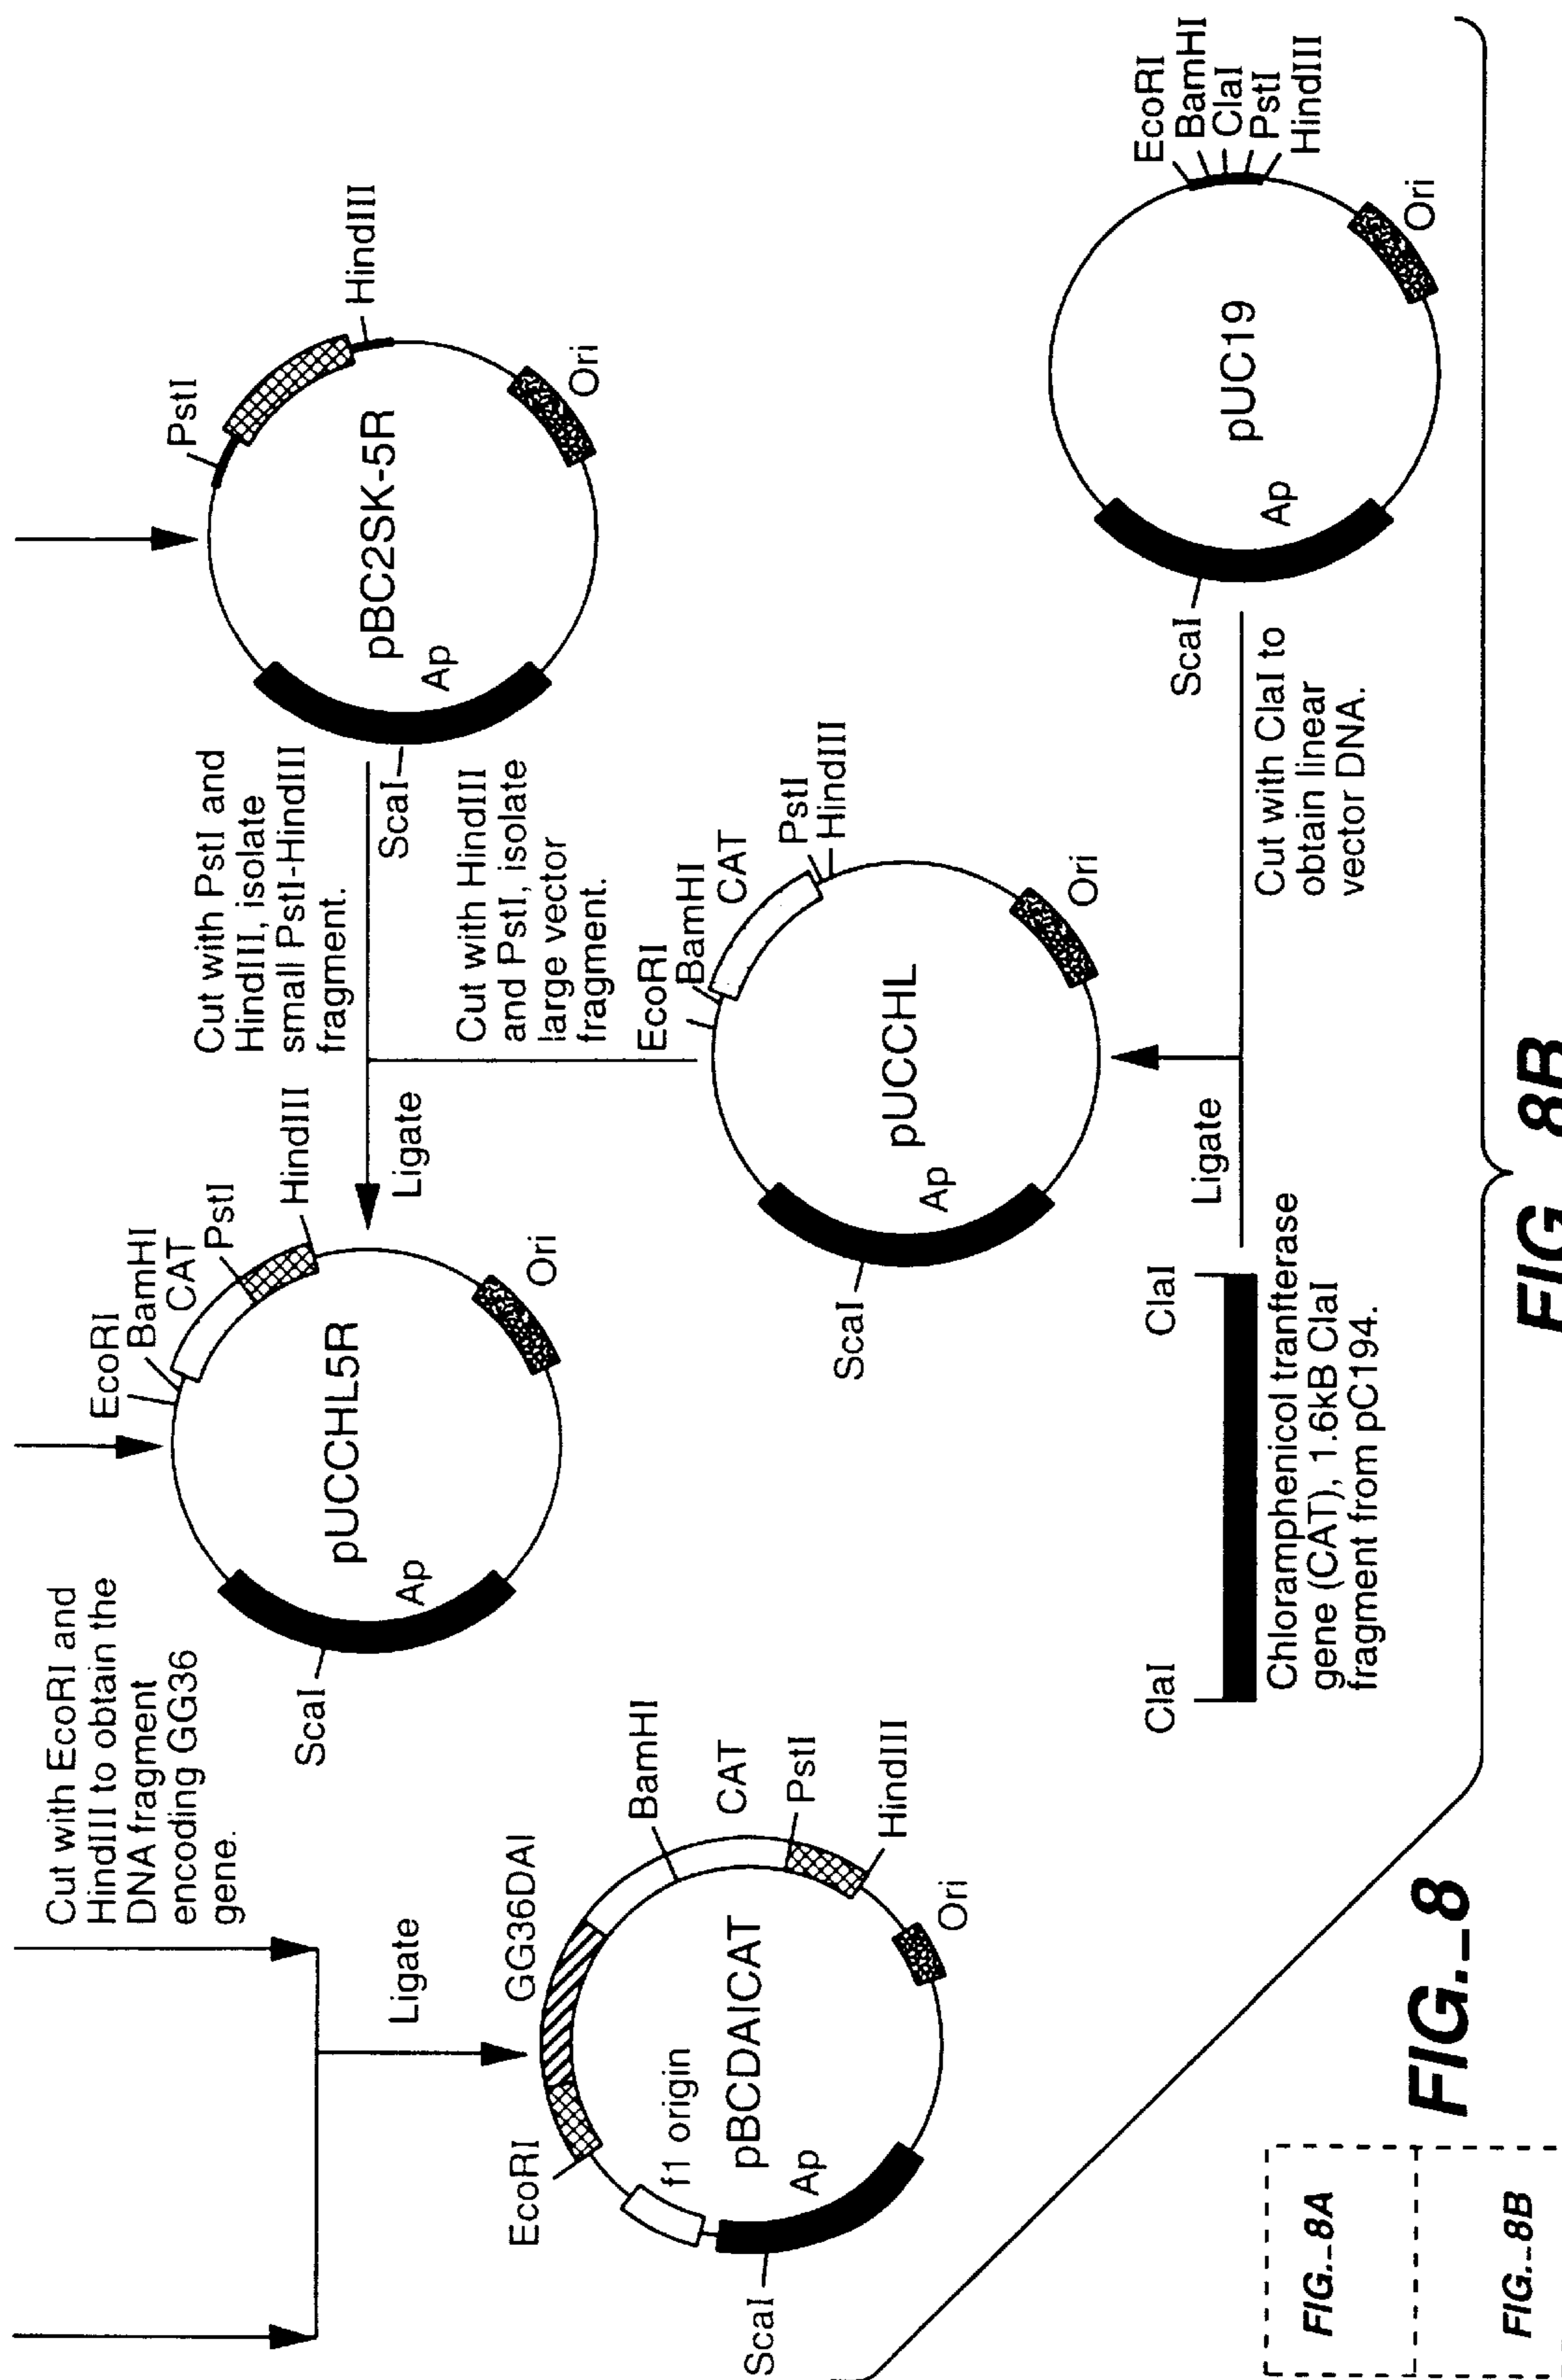 Cut with EcoRI and
HindIII to obtain the
DNA fragment
encoding GG36
gene.
Ligate
EcoRI
GG36DAI
BamHI
CAT
PstI
HindIII
Ori
f1 origin
pBCDAICAT
Ap
ScaI
EcoRI
BamHI
CAT
PstI
HindIII
pUCCHL5R
Ap
ScaI
Ori
Ligate
Cut with PstI and
HindIII, isolate
small PstI-HindIII
fragment.
PstI
HindIII
pBC2SK-5R
Ap
ScaI
Ori
Cut with HindIII
and PstI, isolate
large vector
fragment.
EcoRI
BamHI
CAT
PstI
HindIII
pUCCHL
Ap
ScaI
Ori
Ligate
ClaI
ClaI
Chloramphenicol tranfterase
gene (CAT), 1.6kB ClaI
fragment from pC194.
Cut with ClaI to
obtain linear
vector DNA.
ScaI
Ap
pUC19
EcoRI
BamHI
ClaI
PstI
HindIII
Ori
FIG._8A
FIG._8B
FIG._8
FIG._8B